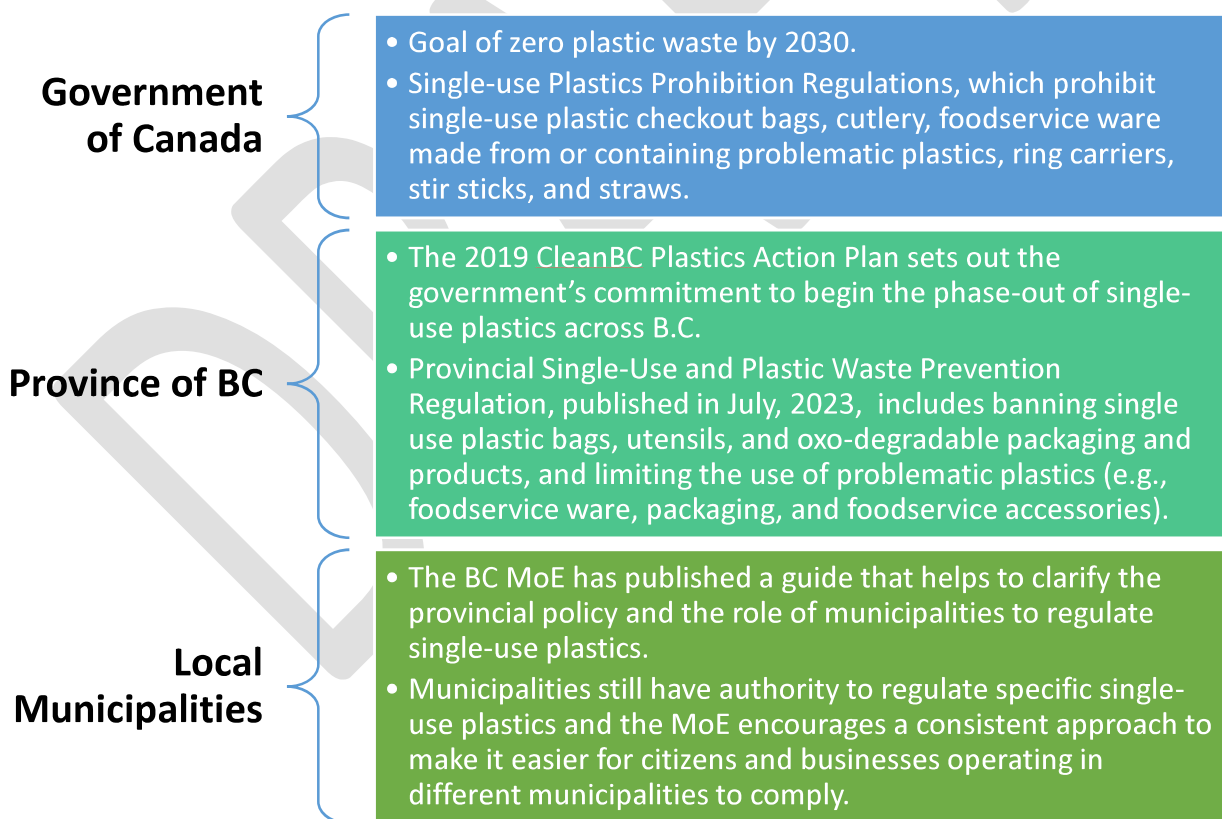 Government
of Canada
• Goal of zero plastic waste by 2030.
• Single-use Plastics Prohibition Regulations, which prohibit
single-use plastic checkout bags, cutlery, foodservice ware
made from or containing problematic plastics, ring carriers,
stir sticks, and straws.
Province of BC
• The 2019 CleanBC Plastics Action Plan sets out the
government’s commitment to begin the phase-out of single-
use plastics across B.C.
• Provincial Single-Use and Plastic Waste Prevention
Regulation, published in July, 2023,  includes banning single
use plastic bags, utensils, and oxo-degradable packaging and
products, and limiting the use of problematic plastics (e.g.,
foodservice ware, packaging, and foodservice accessories).
Local
Municipalities
• The BC MoE has published a guide that helps to clarify the
provincial policy and the role of municipalities to regulate
single-use plastics.
• Municipalities still have authority to regulate specific single-
use plastics and the MoE encourages a consistent approach to
make it easier for citizens and businesses operating in
different municipalities to comply.